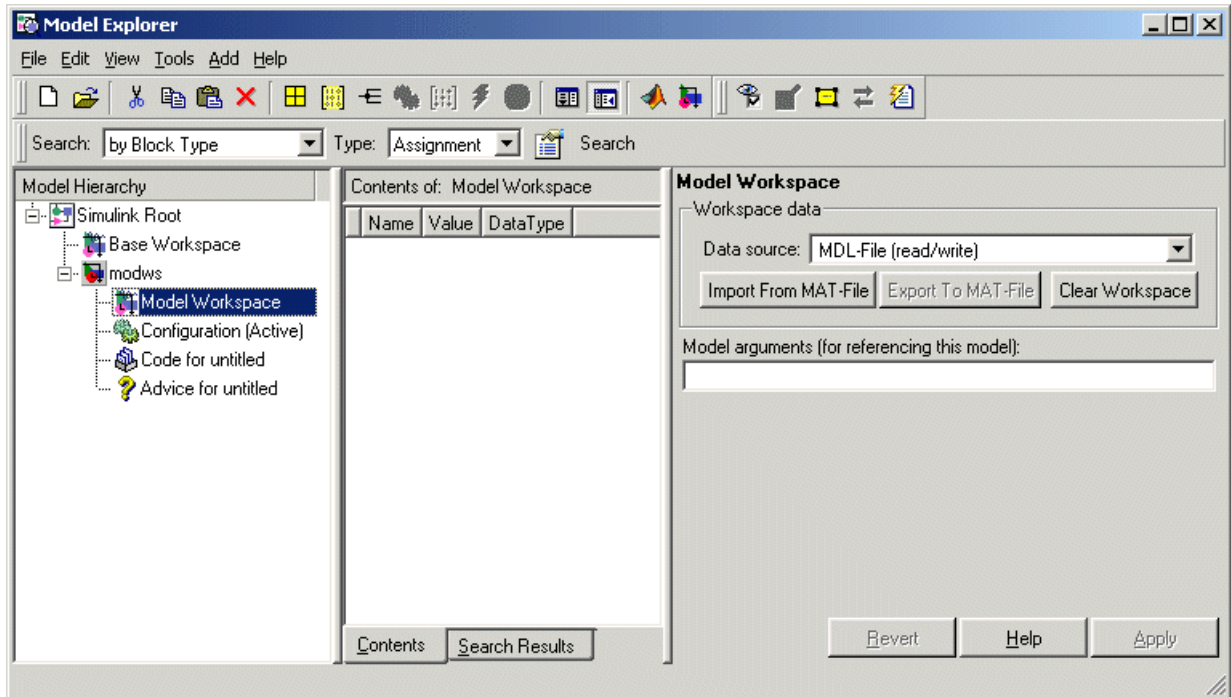 Model Explorer
File Edit View Tools Add Help
Search: by Block Type Type: Assignment Search
Model Hierarchy
Simulink Root
Base Workspace
modws
Model Workspace
Configuration (Active)
Code for untitled
Advice for untitled
Contents of: Model Workspace
Name Value DataType
Contents Search Results
Model Workspace
Workspace data
Data source: MDL-File (read/write)
Import From MAT-File Export To MAT-File Clear Workspace
Model arguments (for referencing this model):
Revert Help Apply